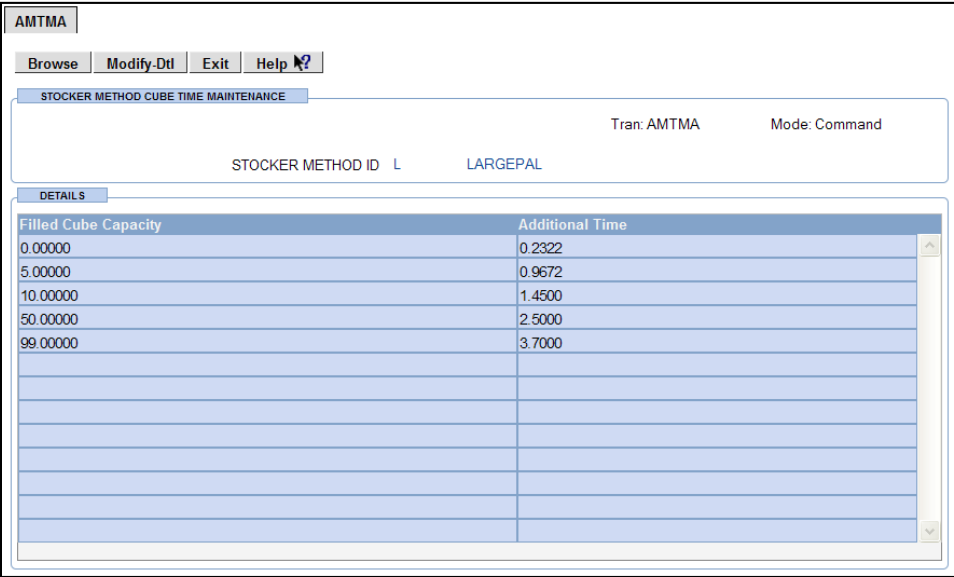 AMTMA
Browse Modify-Dtl Exit Help ?
STOCKER METHOD CUBE TIME MAINTENANCE
Tran: AMTMA Mode: Command
STOCKER METHOD ID L LARGEPAL
DETAILS
Filled Cube Capacity Additional Time
0.00000 0.2322
5.00000 0.9672
10.00000 1.4500
50.00000 2.5000
99.00000 3.7000